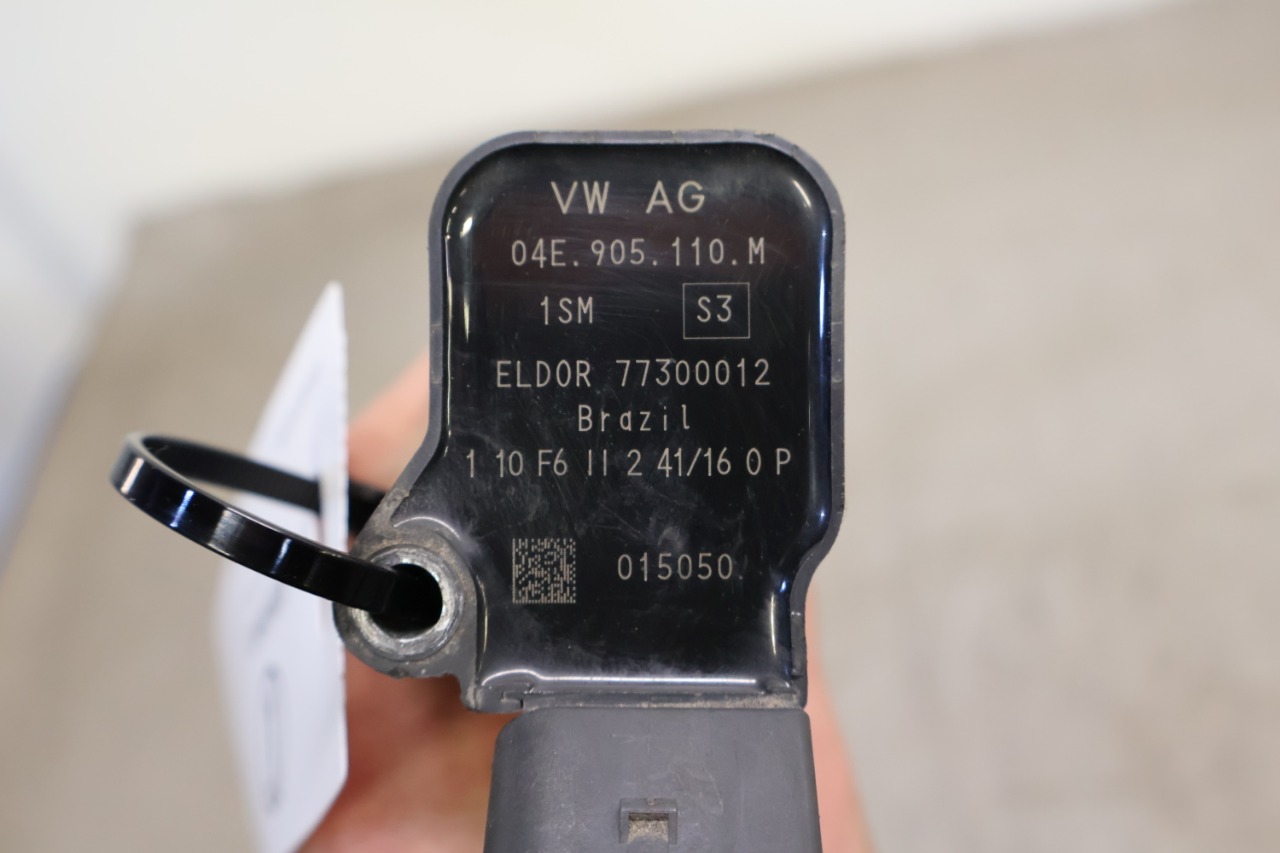 VW AG
04E.905.110.M
1SM S3
ELDOR 77300012
Brazil
1 10 F6 II 2 41/16 0 P
015050